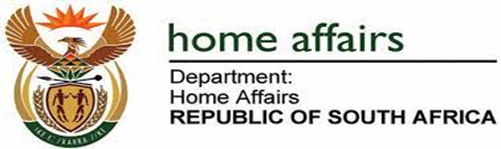 home affairs
Department:
Home Affairs
REPUBLIC OF SOUTH AFRICA